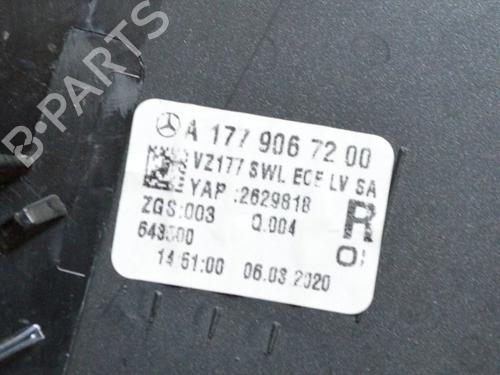 B-PARTS
A 177 906 72 00
VZ177 SWL ECE LV SA
YAP :2629818
ZGS:003 Q.004
R
14:51:00 06.03.2020